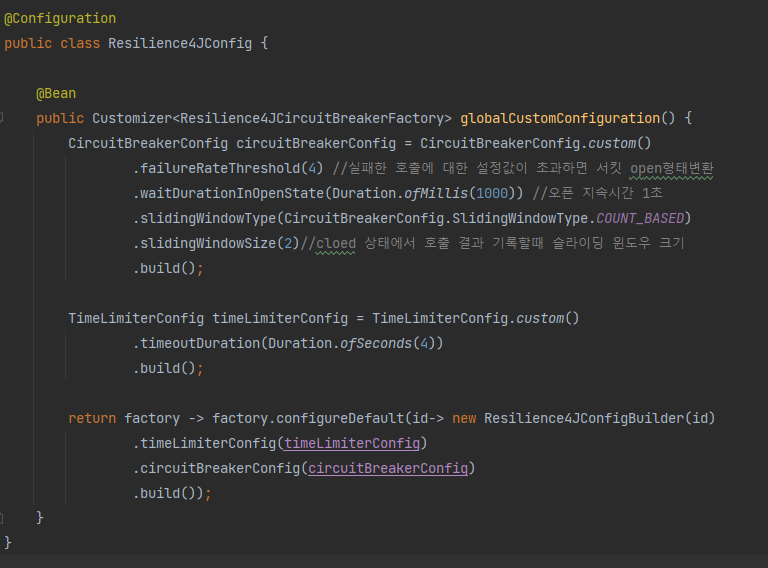 @Configuration
public class Resilience4JConfig {
@Bean
public Customizer<Resilience4JCircuitBreakerFactory> globalCustomConfiguration() {
CircuitBreakerConfig circuitBreakerConfig = CircuitBreakerConfig.custom()
.failureRateThreshold(4) //실패한 호출에 대한 설정값이 초과하면 서킷 open형태변환
.waitDurationInOpenState(Duration.ofMillis(1000)) //오픈 지속시간 1초
.slidingWindowType(CircuitBreakerConfig.SlidingWindowType.COUNT_BASED)
.slidingWindowSize(2)//cloed 상태에서 호출 결과 기록할때 슬라이딩 윈도우 크기
.build();
TimeLimiterConfig timeLimiterConfig = TimeLimiterConfig.custom()
.timeoutDuration(Duration.ofSeconds(4))
.build();
return factory -> factory.configureDefault(id-> new Resilience4JConfigBuilder(id)
.timeLimiterConfig(timeLimiterConfig)
.circuitBreakerConfig(circuitBreakerConfig)
.build());
}
}